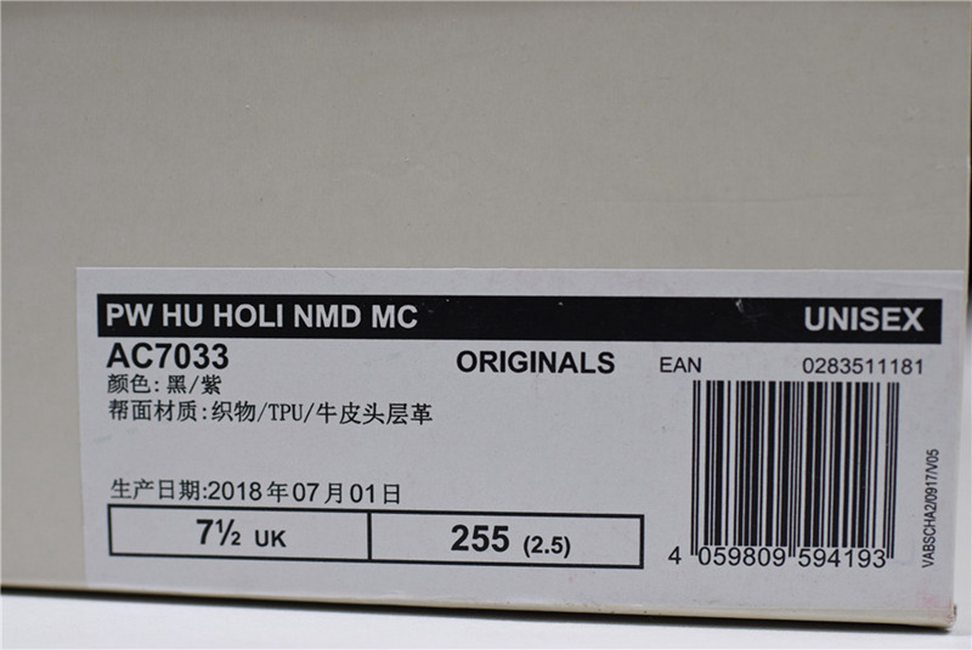 PW HU HOLI NMD MC UNISEX
AC7033 ORIGINALS EAN 0283511181
颜色:黑/紫
帮面材质:织物/TPU/牛皮头层革
生产日期:2018年07月01日
7½ UK 255 (2.5)
4 059809 594193
VABSCHA2/0917/V05